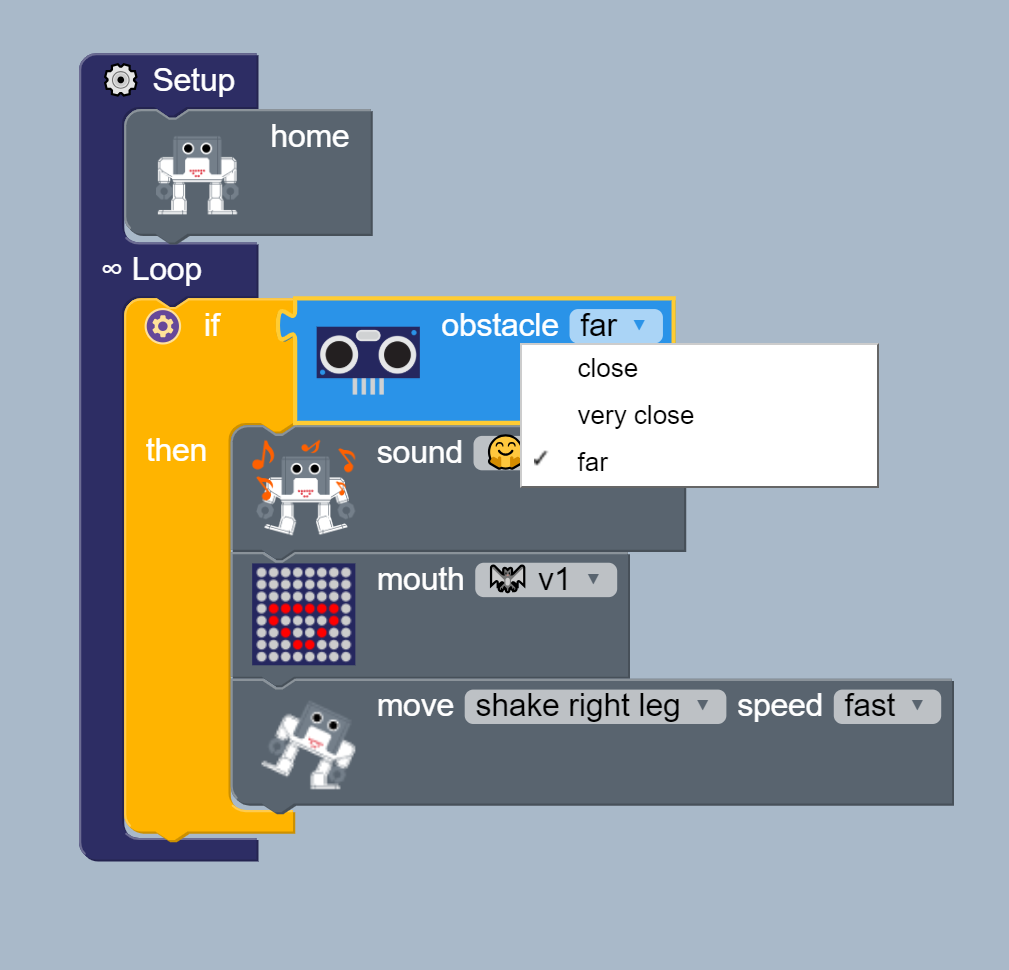 Setup
home
∞ Loop
if obstacle far
close
very close
✓ far
then sound
mouth v1
move shake right leg speed fast